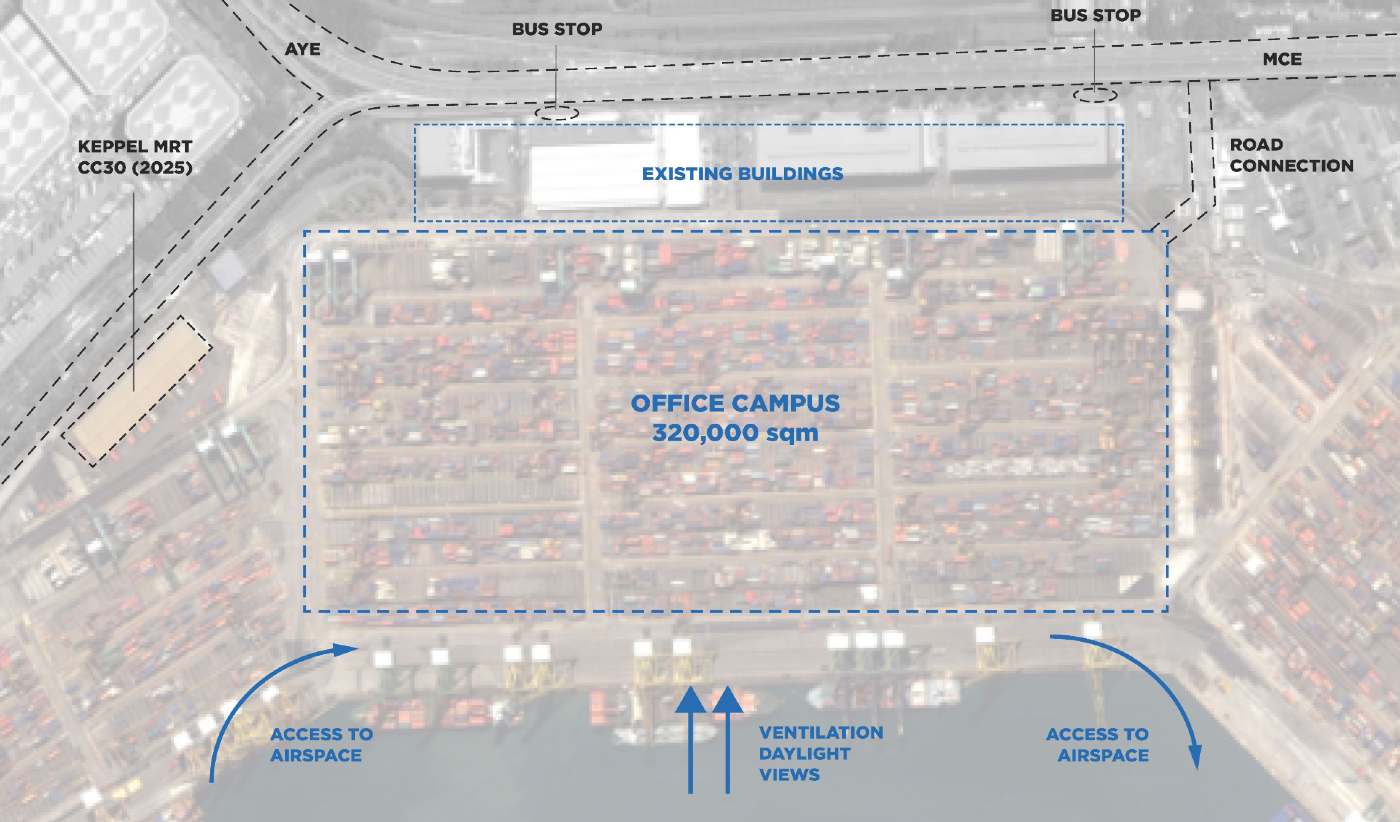 BUS STOP
BUS STOP
AYE
MCE
KEPPEL MRT
CC30 (2025)
ROAD
CONNECTION
EXISTING BUILDINGS
OFFICE CAMPUS
320,000 sqm
ACCESS TO
AIRSPACE
VENTILATION
DAYLIGHT
VIEWS
ACCESS TO
AIRSPACE